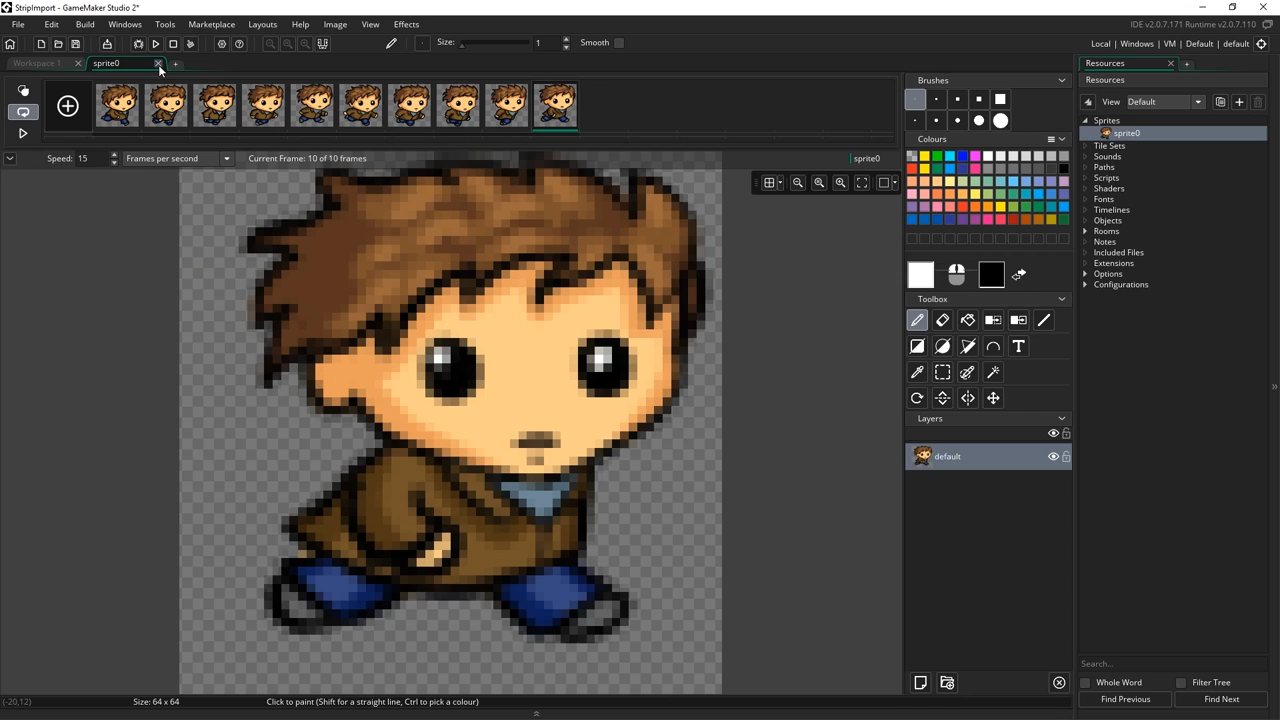 StripImport - GameMaker Studio 2*
File Edit Build Windows Tools Marketplace Layouts Help Image View Effects
IDE v2.0.7.171 Runtime v2.0.7.110
Size: 1 Smooth
Local | Windows | VM | Default | default
Workspace 1 sprite0
Resources
Brushes
Resources
View Default
Sprites
sprite0
Colours
Tile Sets
Sounds
Speed: 15 Frames per second Current Frame: 10 of 10 frames sprite0
Paths
Scripts
Shaders
Fonts
Timelines
Objects
Rooms
Notes
Included Files
Extensions
Options
Configurations
Toolbox
T
Layers
default
Search...
Whole Word Filter Tree
Find Previous Find Next
(-20,12) Size: 64 x 64 Click to paint (Shift for a straight line, Ctrl to pick a colour)